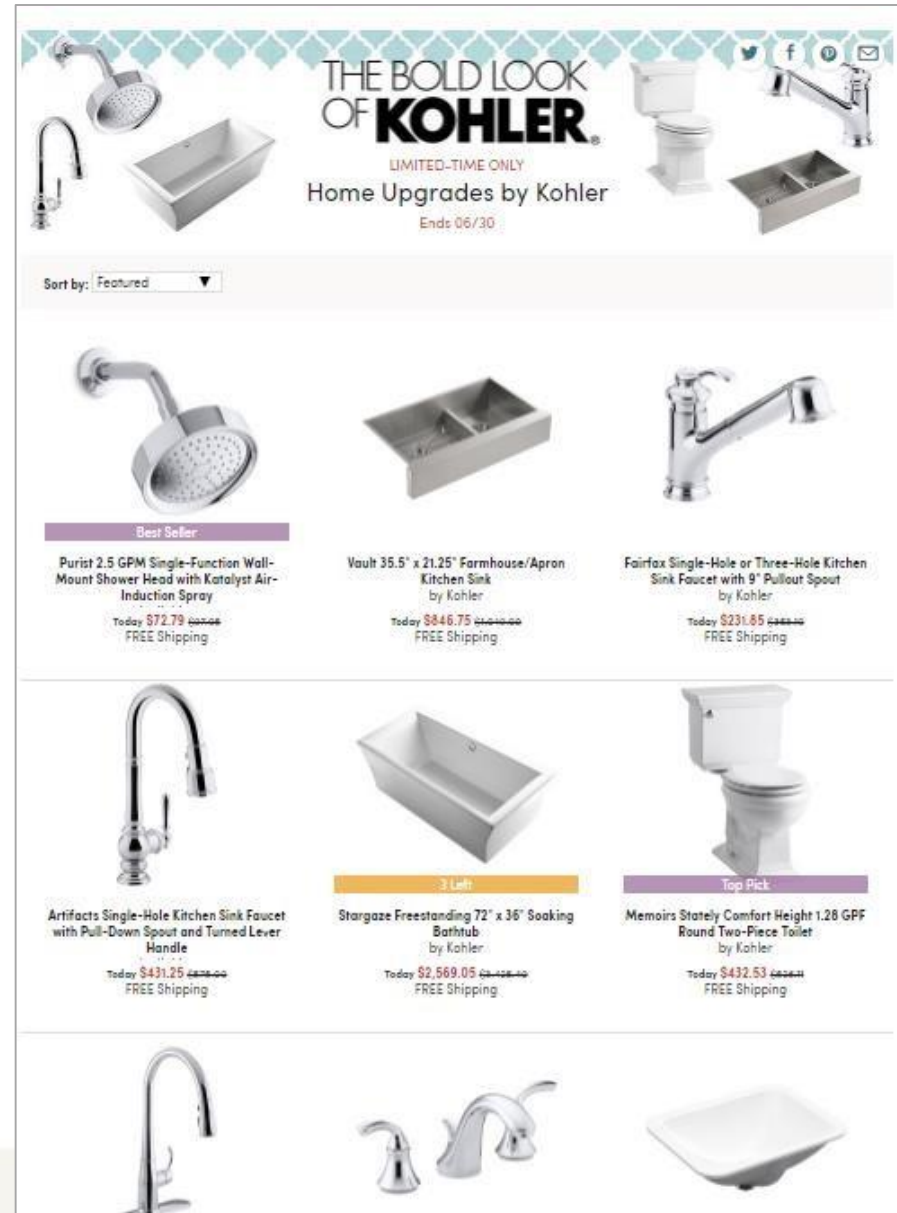 THE BOLD LOOK
OF KOHLER®
LIMITED-TIME ONLY
Home Upgrades by Kohler
Ends 06/30
Sort by: Featured
Best Seller
Purist 2.5 GPM Single-Function Wall-
Mount Shower Head with Katalyst Air-
Induction Spray
Today $72.79
FREE Shipping
Vault 35.5" x 21.25" Farmhouse/Apron
Kitchen Sink
by Kohler
Today $846.75
FREE Shipping
Fairfax Single-Hole or Three-Hole Kitchen
Sink Faucet with 9" Pullout Spout
by Kohler
Today $231.85
FREE Shipping
Artifacts Single-Hole Kitchen Sink Faucet
with Pull-Down Spout and Turned Lever
Handle
Today $431.25
FREE Shipping
3 Left
Stargaze Freestanding 72" x 36" Soaking
Bathtub
by Kohler
Today $2,569.05
FREE Shipping
Top Pick
Memoirs Stately Comfort Height 1.28 GPF
Round Two-Piece Toilet
by Kohler
Today $432.53
FREE Shipping